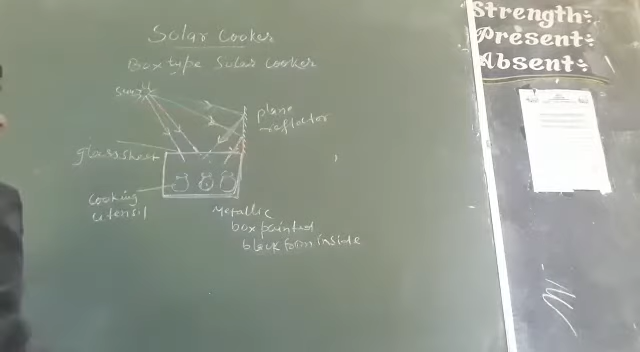 Solar Cooker
Box type Solar Cooker
Sun
plane
reflector
glass sheet
cooking
utensil
Metallic
box painted
black form inside
Strength:
Present:
Absent: